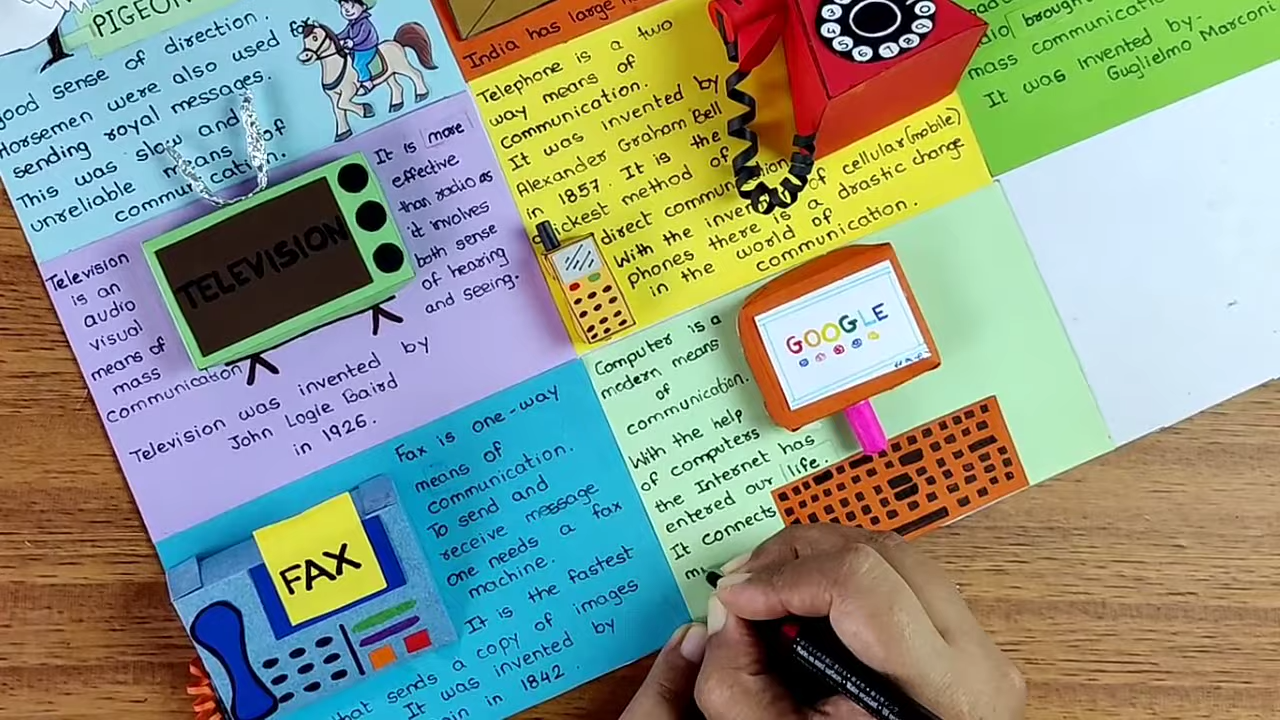 PIGEON
good sense of direction.
Horsemen were also used for
sending royal messages.
This was slow and
unreliable means of
communication.
India has large
Telephone is a two
way means of
communication.
It was invented by
Alexander Graham Bell
in 1857. It is the
quickest method of
direct communication
With the invention of cellular(mobile)
phones there is a drastic change
in the world of
communication.
brought
mass communication
It was invented by-
Guglielmo Marconi
TELEVISION
Television
is an
audio
visual
means of
mass
communication
It is more
effective
than radio as
it involves
both sense
of hearing
and seeing.
Television was invented by
John Logie Baird
in 1926.
FAX
Fax is one-way
means of
communication.
To send and
receive message
one needs a fax
machine.
It is the fastest
that sends a copy of images
It was invented by
in 1842.
GOOGLE
Computer is a
modern means
of
communication.
With the help
of computers
the Internet has
entered our life.
It connects